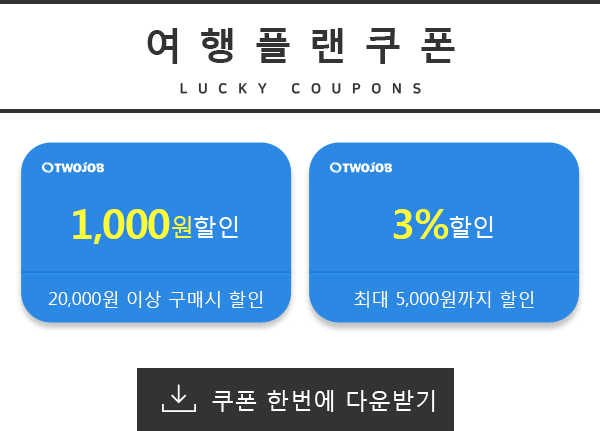 여행플랜쿠폰
LUCKY COUPONS
TWOJOB
1,000원할인
20,000원 이상 구매시 할인
TWOJOB
3%할인
최대 5,000원까지 할인
쿠폰 한번에 다운받기